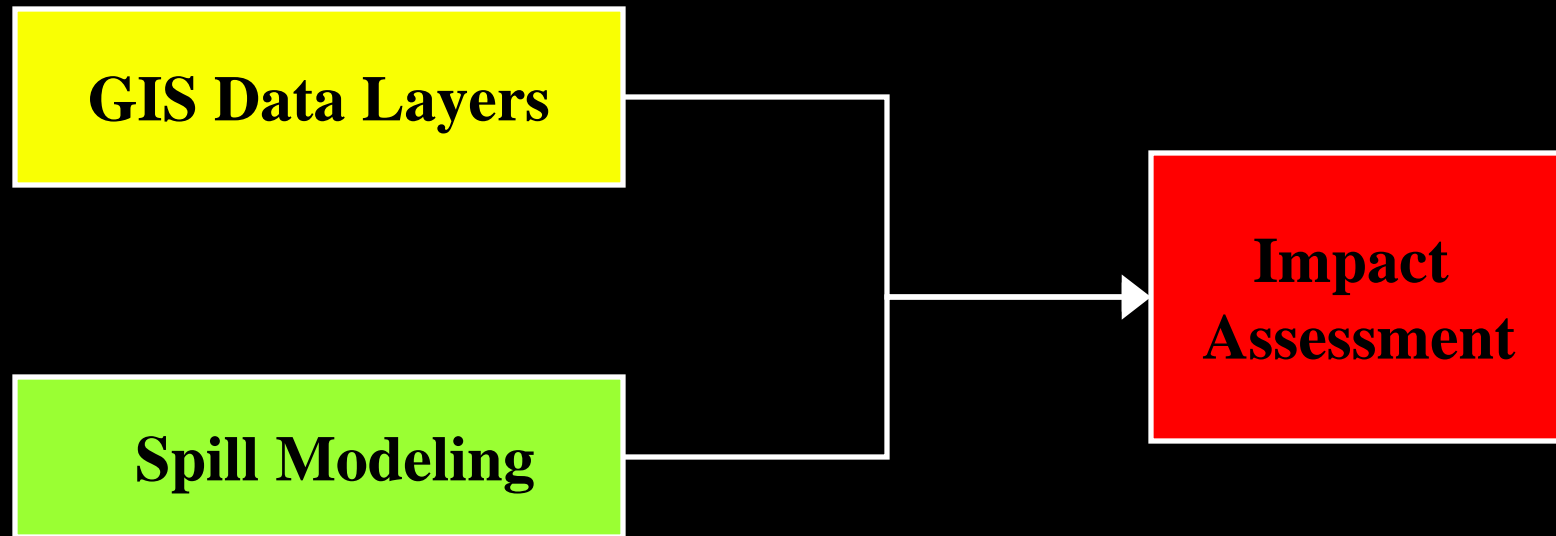 GIS Data Layers
Spill Modeling
Impact
Assessment